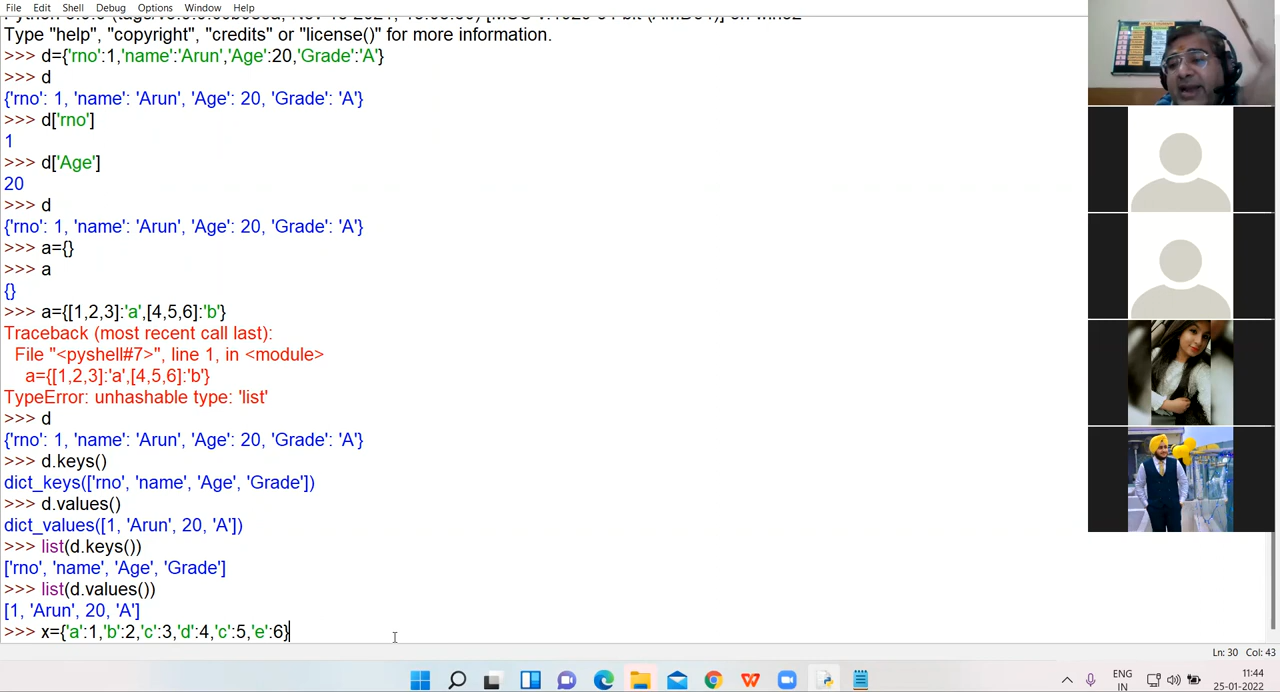 Type "help", "copyright", "credits" or "license()" for more information.
>>> d={'rno':1,'name':'Arun','Age':20,'Grade':'A'}
>>> d
{'rno': 1, 'name': 'Arun', 'Age': 20, 'Grade': 'A'}
>>> d['rno']
1
>>> d['Age']
20
>>> d
{'rno': 1, 'name': 'Arun', 'Age': 20, 'Grade': 'A'}
>>> a={}
>>> a
{}
>>> a={[1,2,3]:'a',[4,5,6]:'b'}
Traceback (most recent call last):
File "<pyshell#7>", line 1, in <module>
a={[1,2,3]:'a',[4,5,6]:'b'}
TypeError: unhashable type: 'list'
>>> d
{'rno': 1, 'name': 'Arun', 'Age': 20, 'Grade': 'A'}
>>> d.keys()
dict_keys(['rno', 'name', 'Age', 'Grade'])
>>> d.values()
dict_values([1, 'Arun', 20, 'A'])
>>> list(d.keys())
['rno', 'name', 'Age', 'Grade']
>>> list(d.values())
[1, 'Arun', 20, 'A']
>>> x={'a':1,'b':2,'c':3,'d':4,'c':5,'e':6}
File Edit Shell Debug Options Window Help
Ln: 30 Col: 43
ENG
IN
11:44
25-01-2022